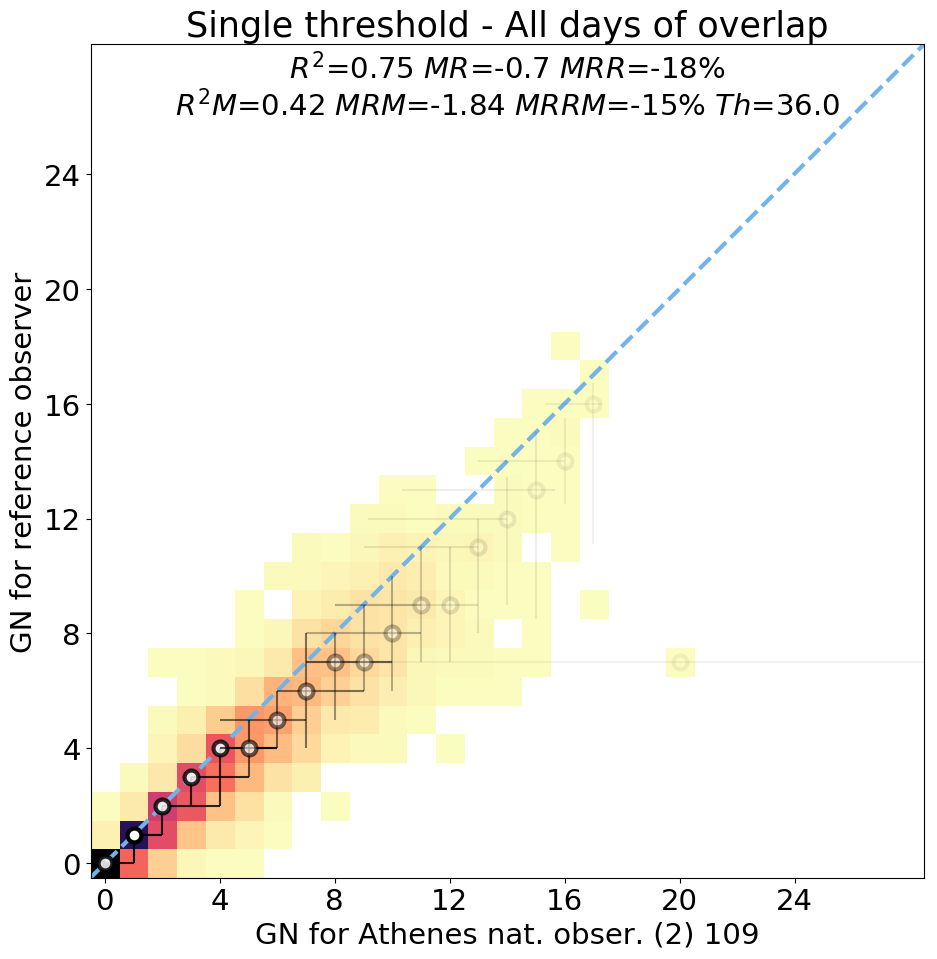 Single threshold - All days of overlap
R²=0.75 MR=-0.7 MRR=-18%
R²M=0.42 MRM=-1.84 MRRM=-15% Th=36.0
24
20
16
12
8
4
0
GN for reference observer
0 4 8 12 16 20 24
GN for Athenes nat. obser. (2) 109